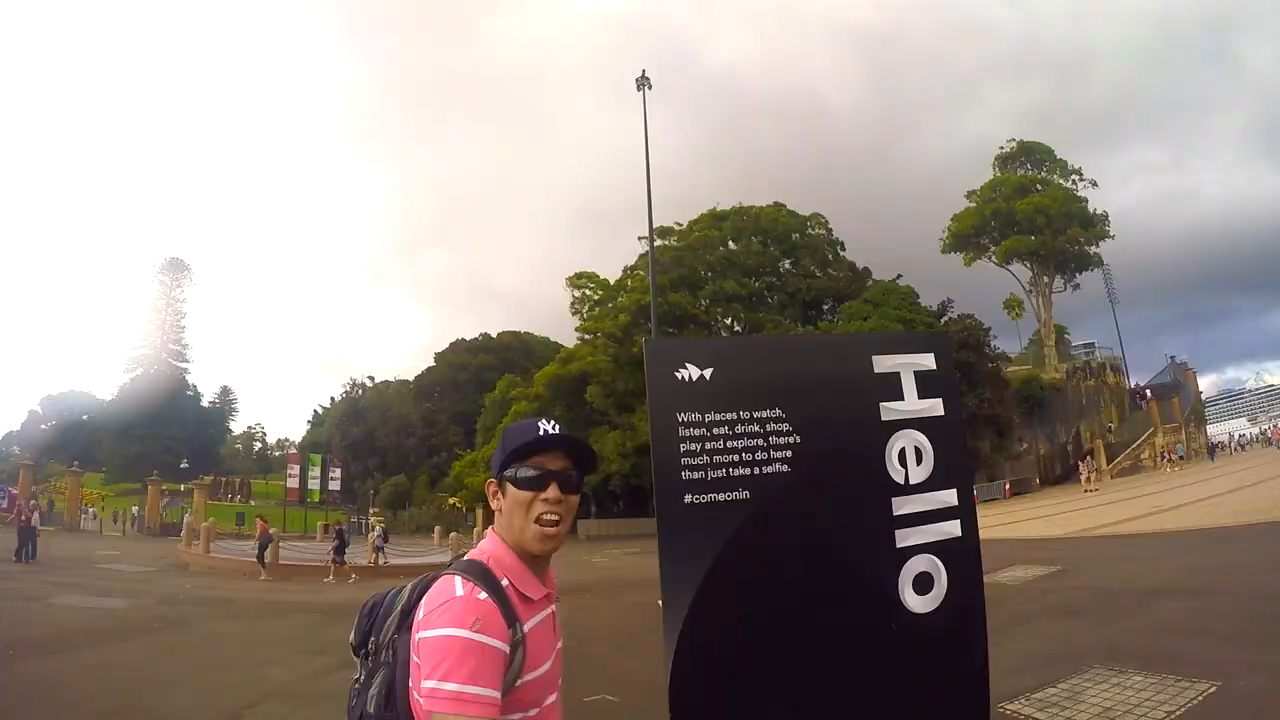 With places to watch,
listen, eat, drink, shop,
play and explore, there's
much more to do here
than just take a selfie.
#comeonin
Hello
NY